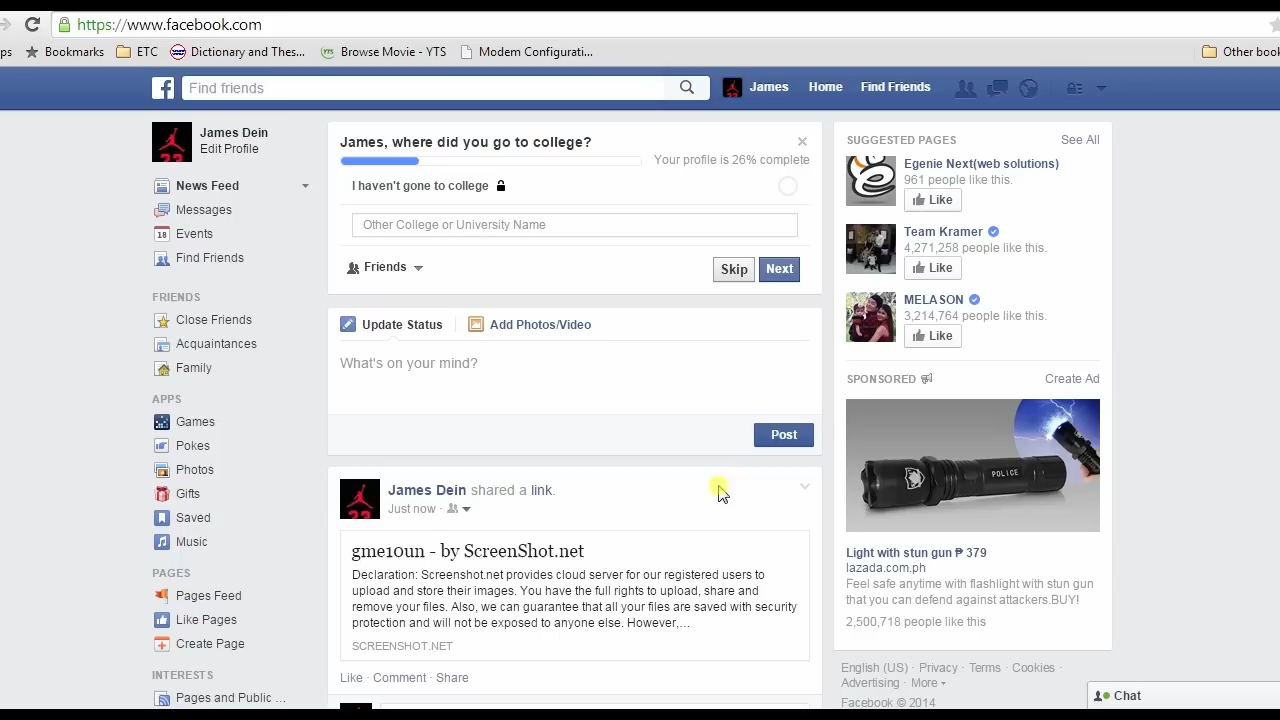 https://www.facebook.com
ps Bookmarks ETC Dictionary and Thes... Browse Movie - YTS Modem Configurati... Other book
Find friends
James Home Find Friends
James Dein
Edit Profile
News Feed
Messages
18 Events
Find Friends
FRIENDS
Close Friends
Acquaintances
Family
APPS
Games
Pokes
Photos
Gifts
Saved
Music
PAGES
Pages Feed
Like Pages
Create Page
INTERESTS
Pages and Public ...
James, where did you go to college?
Your profile is 26% complete
I haven't gone to college
Other College or University Name
Friends Skip Next
Update Status Add Photos/Video
What's on your mind?
Post
James Dein shared a link.
Just now ·
gme10un - by ScreenShot.net
Declaration: Screenshot.net provides cloud server for our registered users to
upload and store their images. You have the full rights to upload, share and
remove your files. Also, we can guarantee that all your files are saved with security
protection and will not be exposed to anyone else. However,...
SCREENSHOT.NET
Like · Comment · Share
SUGGESTED PAGES See All
Egenie Next(web solutions)
961 people like this.
Like
Team Kramer
4,271,258 people like this.
Like
MELASON
3,214,764 people like this.
Like
SPONSORED Create Ad
POLICE
Light with stun gun ₱ 379
lazada.com.ph
Feel safe anytime with flashlight with stun gun
that you can defend against attackers.BUY!
2,500,718 people like this
English (US) · Privacy · Terms · Cookies ·
Advertising · More
Facebook © 2014
Chat